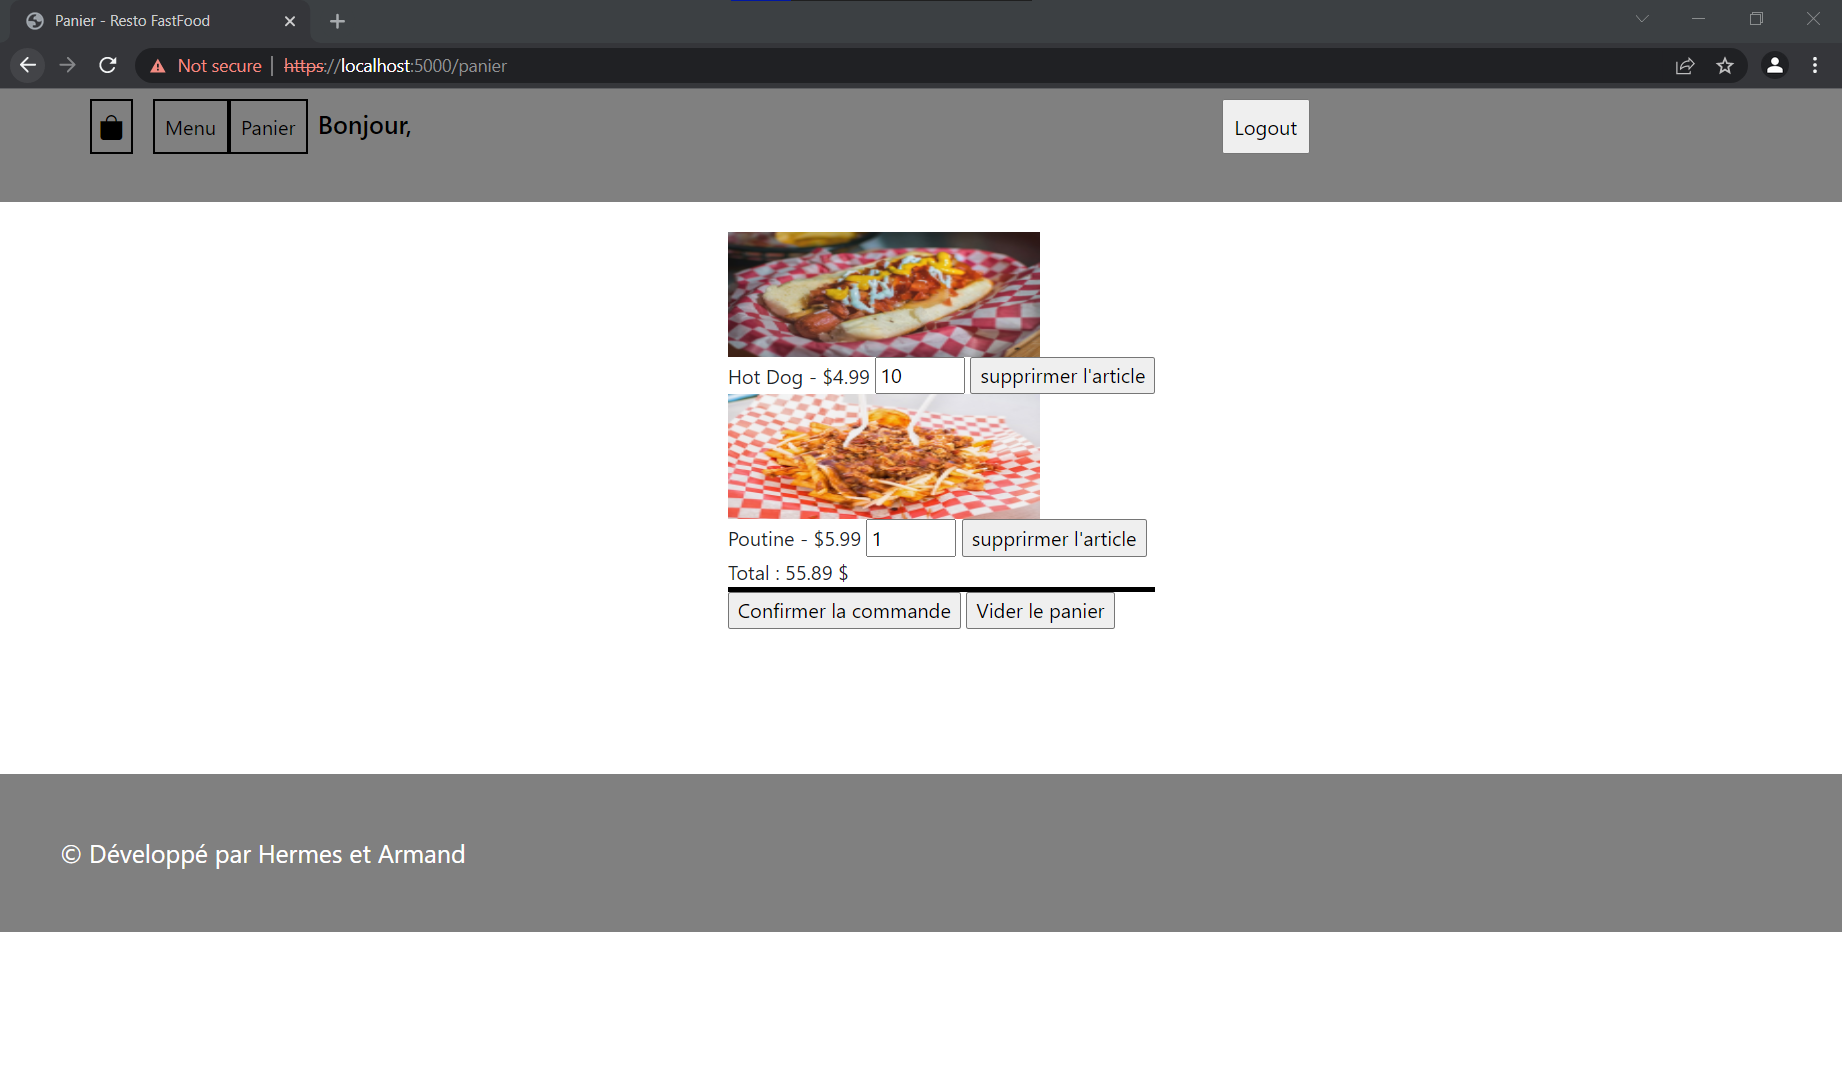 Panier - Resto FastFood
Not secure | https://localhost:5000/panier
Menu Panier Bonjour, Logout
Hot Dog - $4.99 10 supprirmer l'article
Poutine - $5.99 1 supprirmer l'article
Total : 55.89 $
Confirmer la commande Vider le panier
© Développé par Hermes et Armand